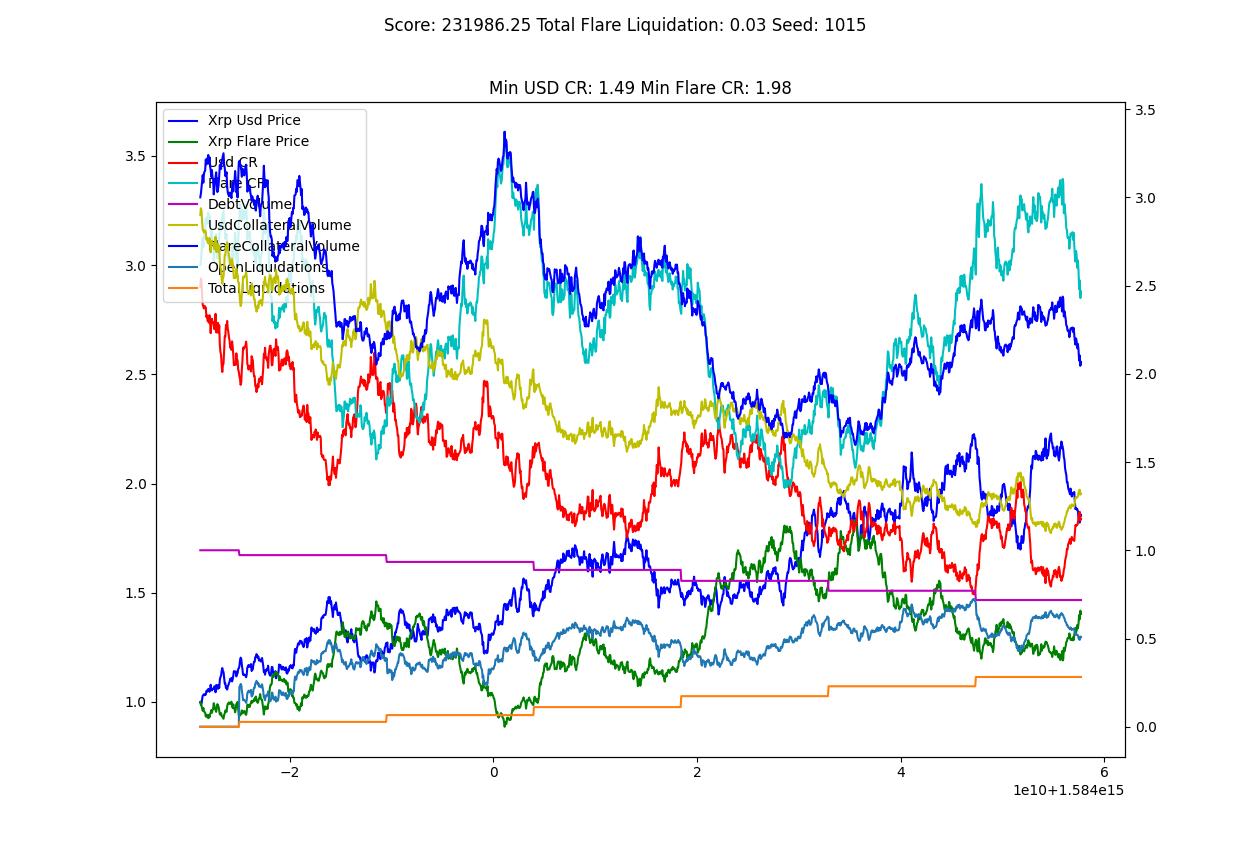 Score: 231986.25 Total Flare Liquidation: 0.03 Seed: 1015
Min USD CR: 1.49 Min Flare CR: 1.98
Xrp Usd Price
Xrp Flare Price
Usd CR
Flare CR
DebtVolume
UsdCollateralVolume
FlareCollateralVolume
OpenLiquidations
TotalLiquidations
3.5
3.0
2.5
2.0
1.5
1.0
3.5
3.0
2.5
2.0
1.5
1.0
0.5
0.0
−2
0
2
4
6
1e10+1.584e15